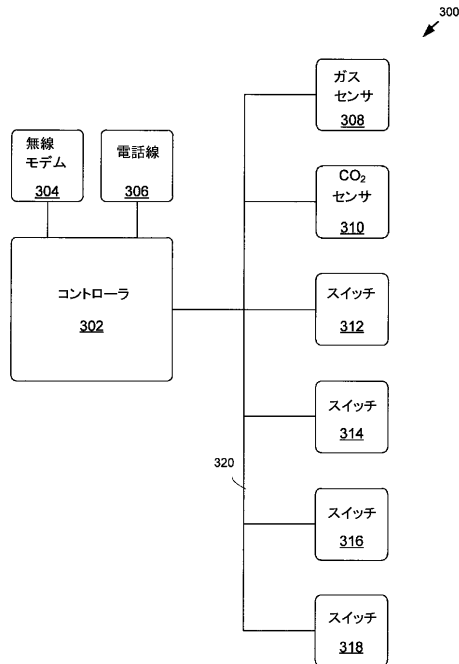 300
ガス
センサ
308
無線
モデム
304
電話線
306
CO₂
センサ
310
コントローラ
302
スイッチ
312
スイッチ
314
320
スイッチ
316
スイッチ
318